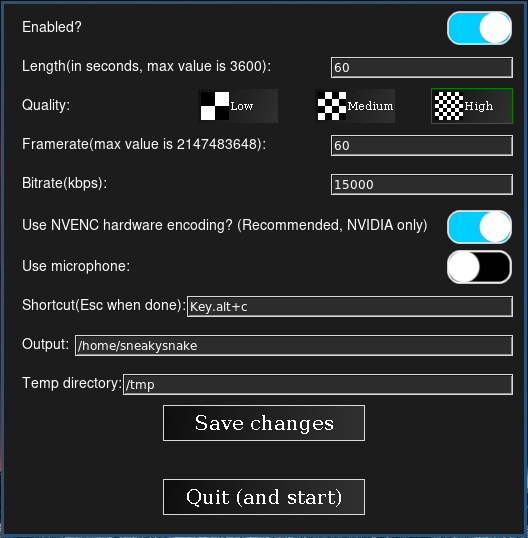 Enabled?
Length(in seconds, max value is 3600): 60
Quality: Low Medium High
Framerate(max value is 2147483648): 60
Bitrate(kbps): 15000
Use NVENC hardware encoding? (Recommended, NVIDIA only)
Use microphone:
Shortcut(Esc when done): Key.alt+c
Output: /home/sneakysnake
Temp directory: /tmp
Save changes
Quit (and start)